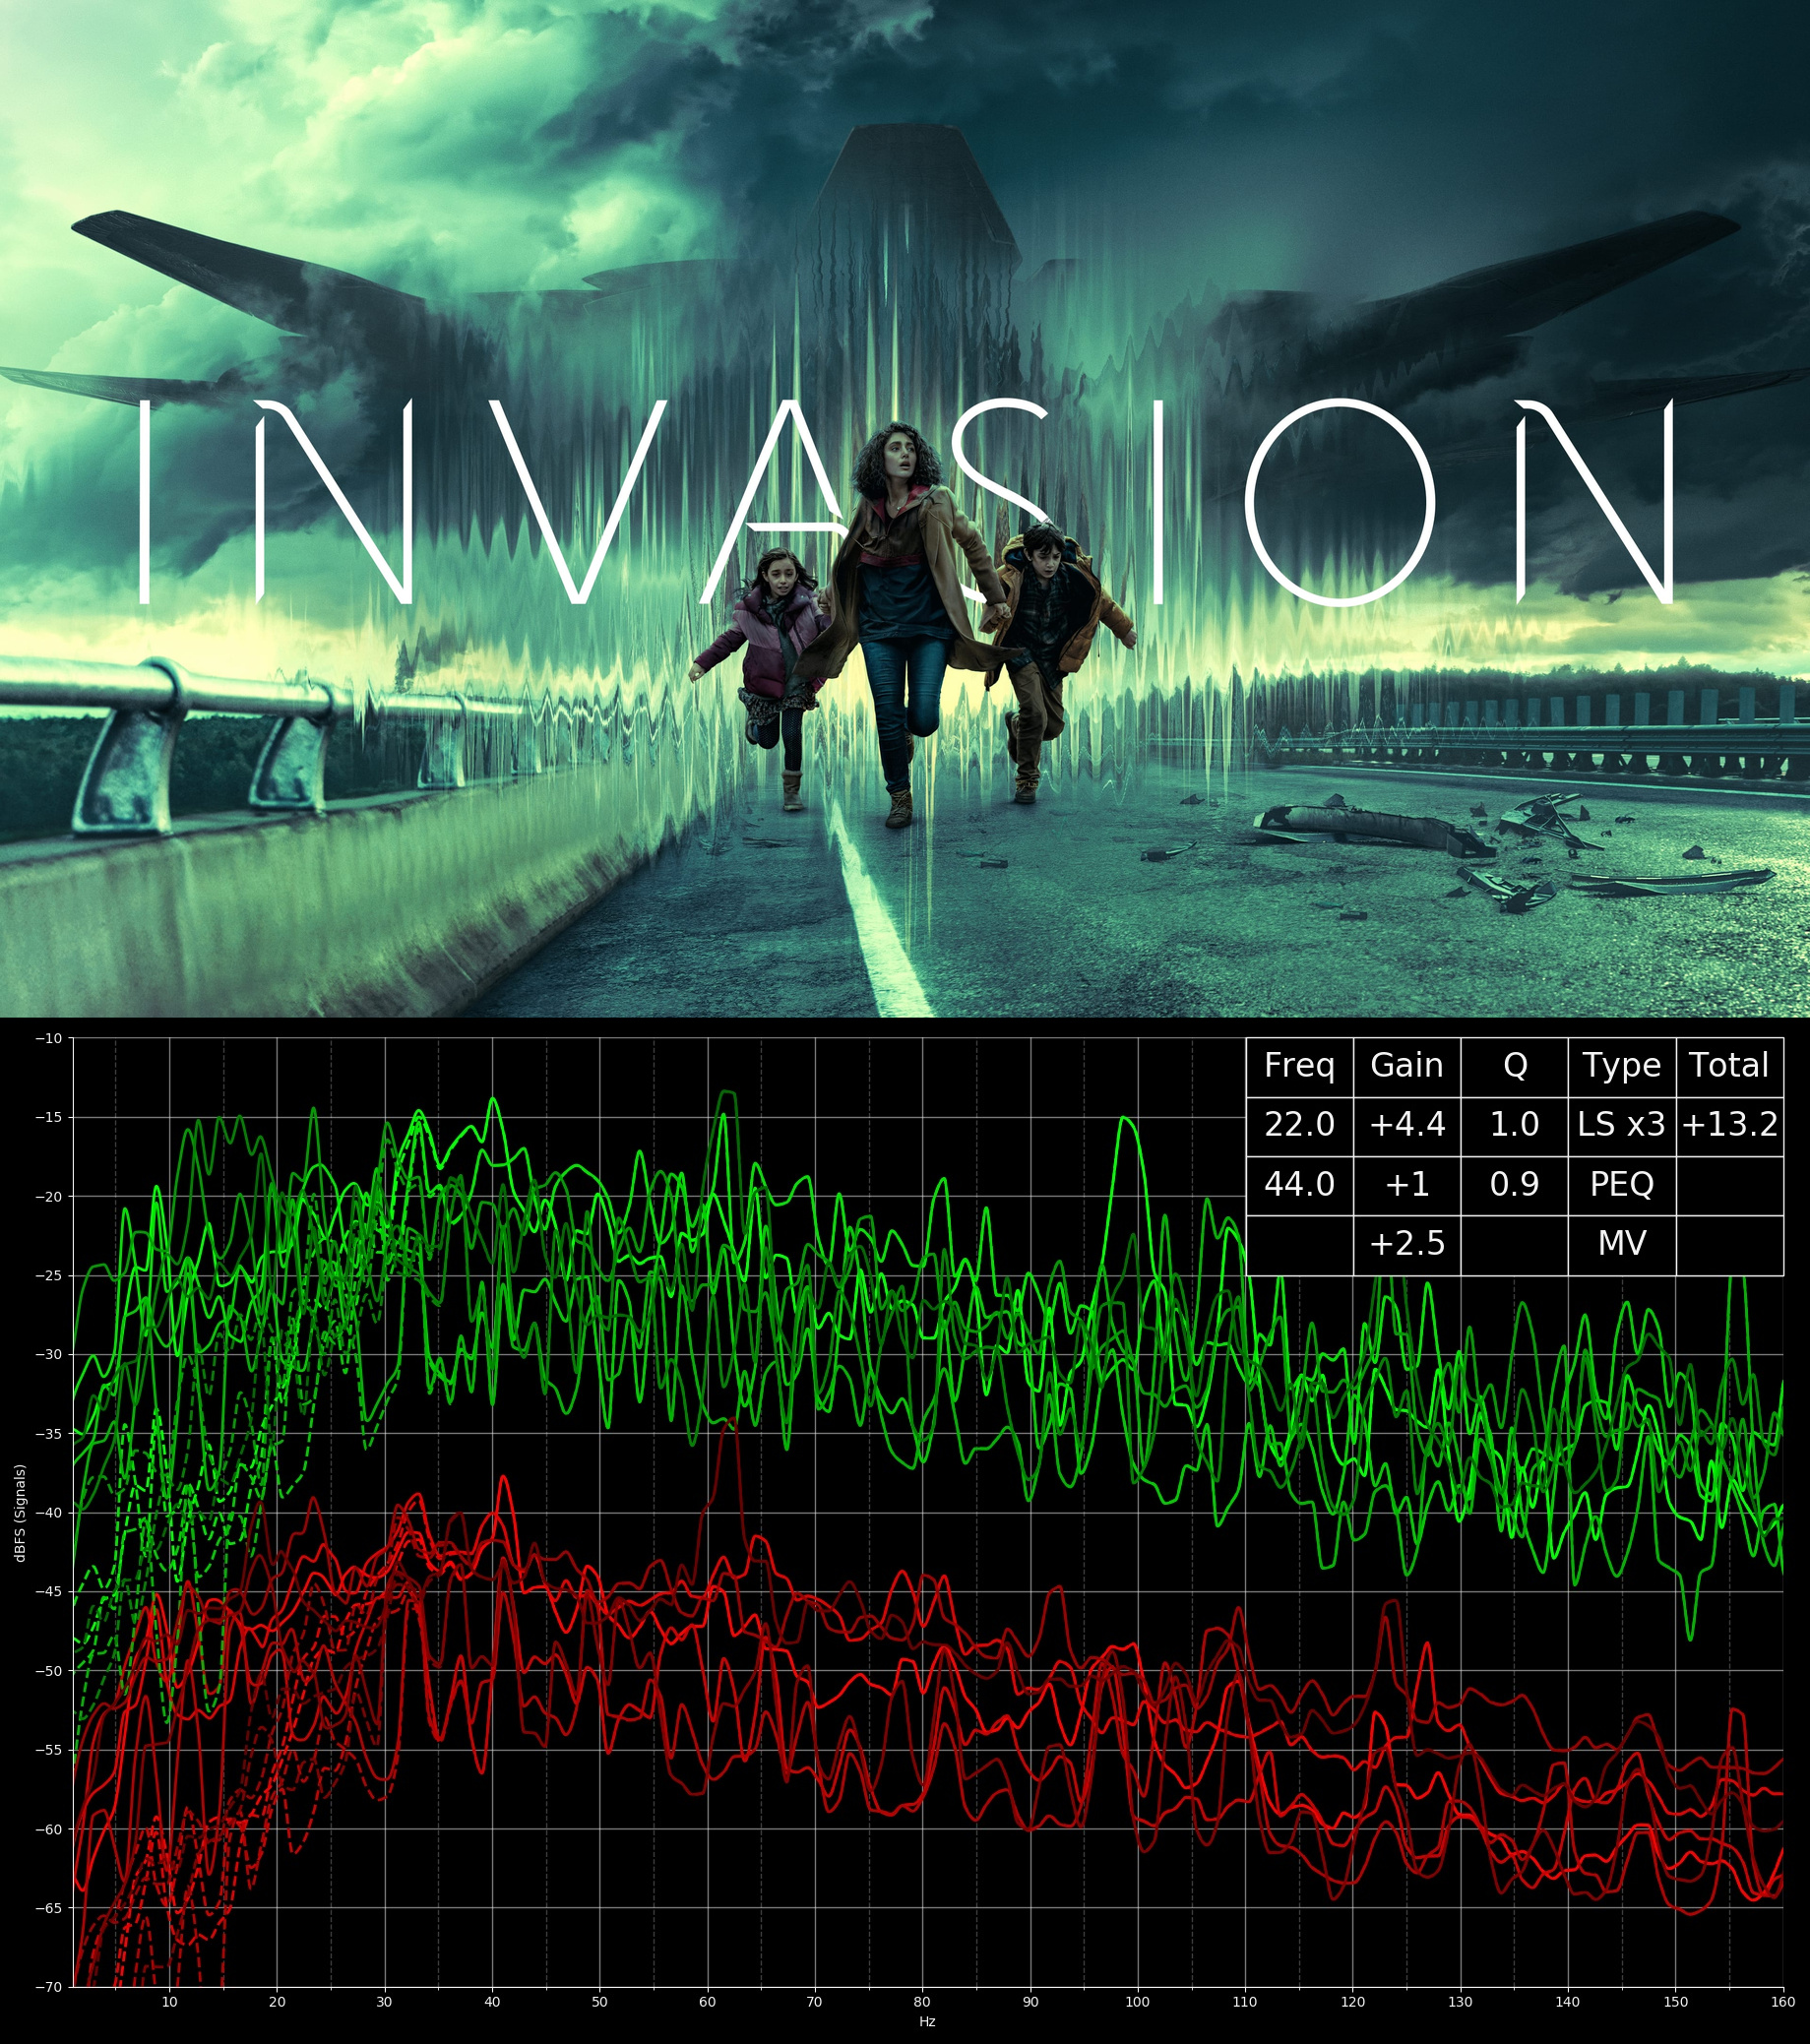 INVASION
Freq Gain Q Type Total
22.0 +4.4 1.0 LS x3 +13.2
44.0 +1 0.9 PEQ
+2.5 MV
−10
−15
−20
−25
−30
−35
−40
−45
−50
−55
−60
−65
−70
dBFS (Signals)
10 20 30 40 50 60 70 80 90 100 110 120 130 140 150 160
Hz